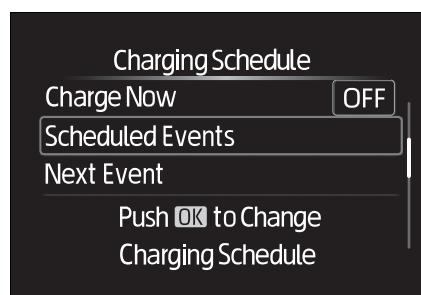 Charging Schedule
Charge Now OFF
Scheduled Events
Next Event
Push OK to Change
Charging Schedule